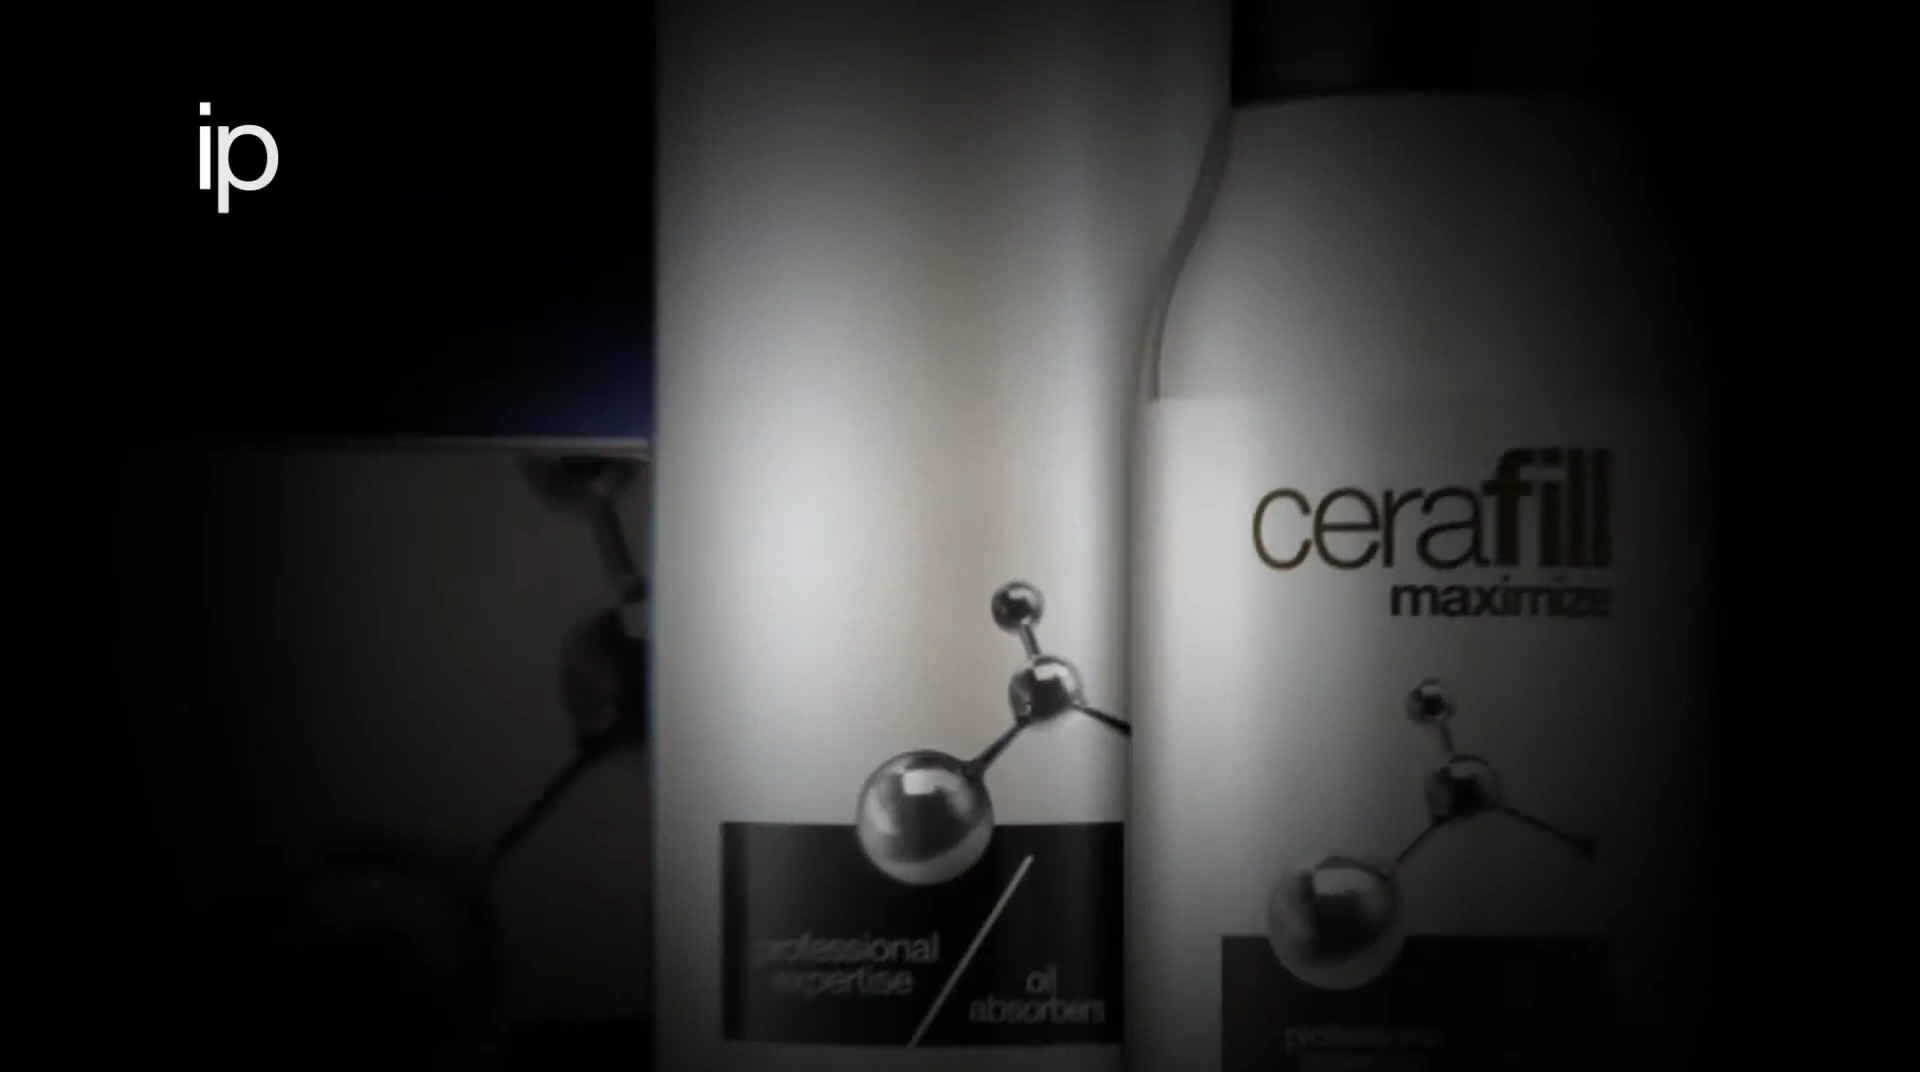 ip
cerafill
maximize
professional
expertise
oil
absorbers